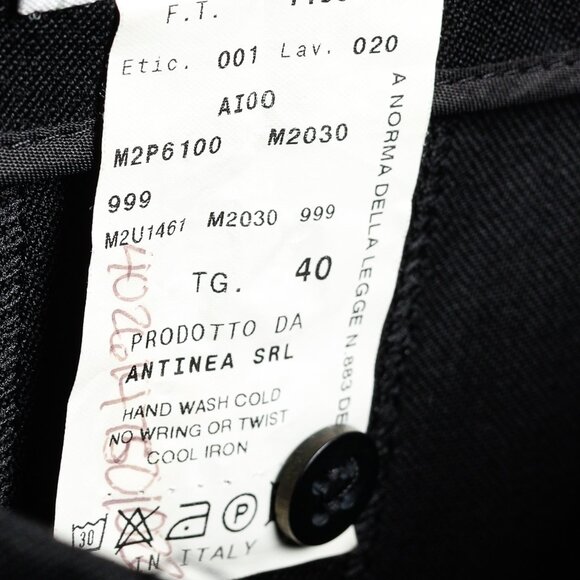 F.T.
Etic. 001 Lav. 020
AI00
M2P6100 M2030
999
M2U1461 M2030 999
TG. 40
PRODOTTO DA
ANTINEA SRL
HAND WASH COLD
NO WRING OR TWIST
COOL IRON
30 P
IN ITALY
A NORMA DELLA LEGGE N 883 DE